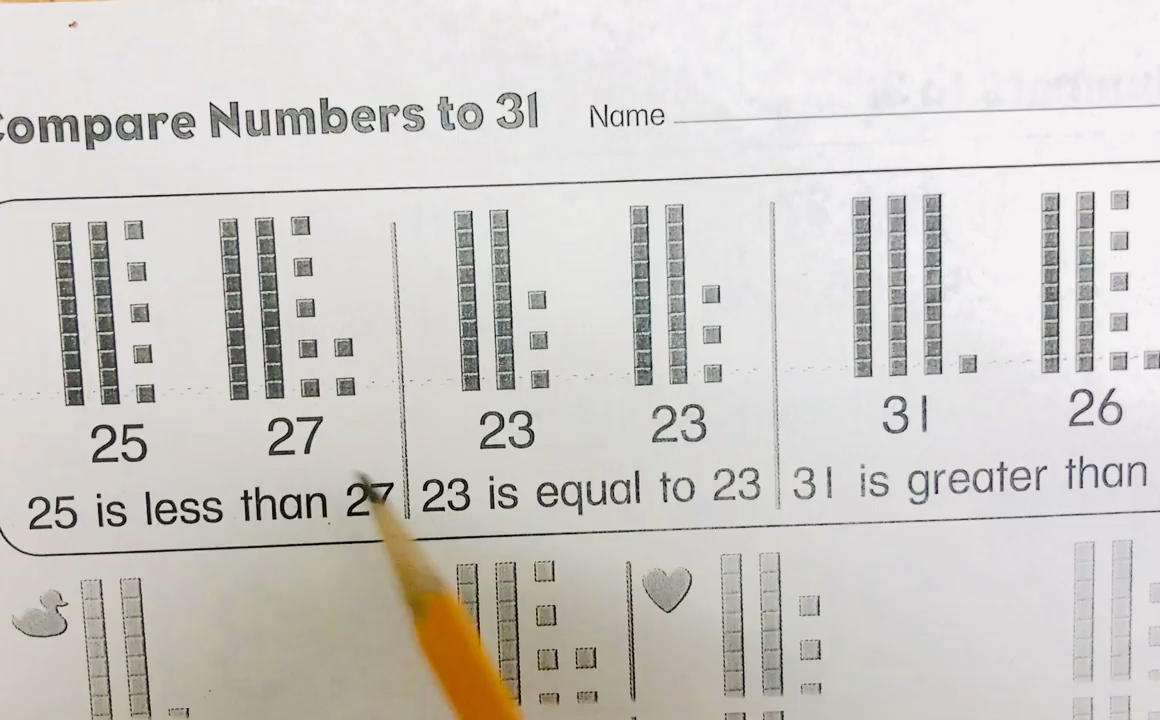 Compare Numbers to 31 Name
25 27 23 23 31 26
25 is less than 27 23 is equal to 23 31 is greater than